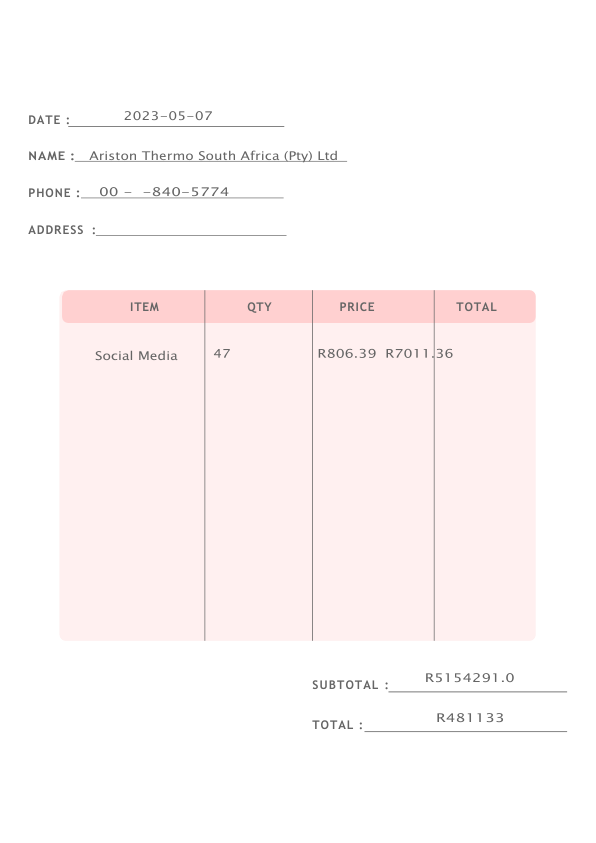 DATE : 2023-05-07
NAME : Ariston Thermo South Africa (Pty) Ltd
PHONE : 00 - -840-5774
ADDRESS :
ITEM QTY PRICE TOTAL
Social Media 47 R806.39 R7011.36
SUBTOTAL : R5154291.0
TOTAL : R481133